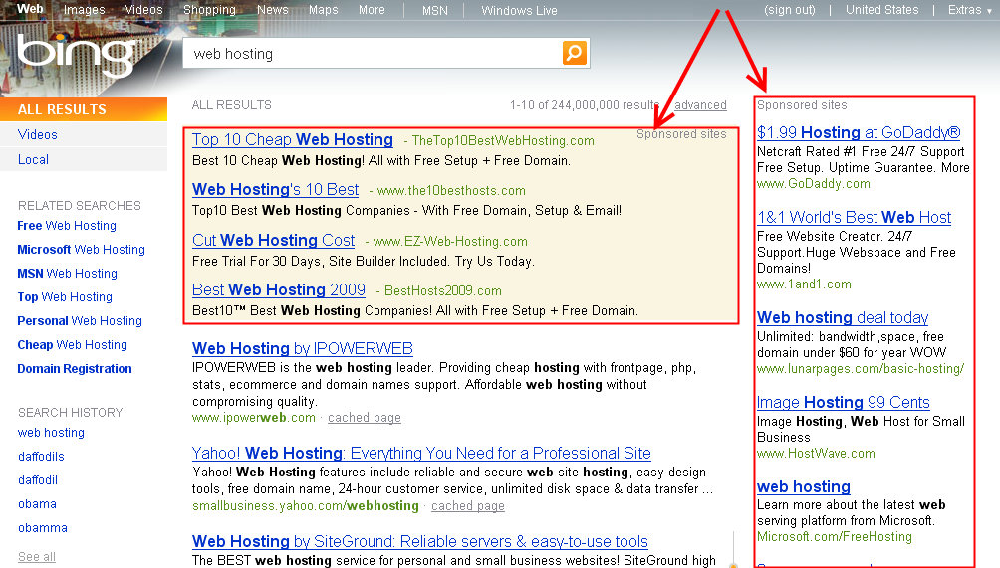 Web Images Videos Shopping News Maps More | MSN | Windows Live (sign out) | United States | Extras
bing
web hosting
ALL RESULTS
Videos
Local
RELATED SEARCHES
Free Web Hosting
Microsoft Web Hosting
MSN Web Hosting
Top Web Hosting
Personal Web Hosting
Cheap Web Hosting
Domain Registration
SEARCH HISTORY
web hosting
daffodils
daffodil
obama
obamma
See all
ALL RESULTS 1-10 of 244,000,000 results · advanced
Sponsored sites
Top 10 Cheap Web Hosting - TheTop10BestWebHosting.com
Best 10 Cheap Web Hosting! All with Free Setup + Free Domain.
Web Hosting's 10 Best - www.the10besthosts.com
Top10 Best Web Hosting Companies - With Free Domain, Setup & Email!
Cut Web Hosting Cost - www.EZ-Web-Hosting.com
Free Trial For 30 Days, Site Builder Included. Try Us Today.
Best Web Hosting 2009 - BestHosts2009.com
Best10™ Best Web Hosting Companies! All with Free Setup + Free Domain.
Web Hosting by IPOWERWEB
IPOWERWEB is the web hosting leader. Providing cheap hosting with frontpage, php,
stats, ecommerce and domain names support. Affordable web hosting without
compromising quality.
www.ipowerweb.com · cached page
Yahoo! Web Hosting: Everything You Need for a Professional Site
Yahoo! Web Hosting features include reliable and secure web site hosting, easy design
tools, free domain name, 24-hour customer service, unlimited disk space & data transfer ...
smallbusiness.yahoo.com/webhosting · cached page
Web Hosting by SiteGround: Reliable servers & easy-to-use tools
The BEST web hosting service for personal and small business websites! SiteGround high
Sponsored sites
$1.99 Hosting at GoDaddy®
Netcraft Rated #1 Free 24/7 Support
Free Setup. Uptime Guarantee. More
www.GoDaddy.com
1&1 World's Best Web Host
Free Website Creator. 24/7
Support.Huge Webspace and Free
Domains!
www.1and1.com
Web hosting deal today
Unlimited: bandwidth,space, free
domain under $60 for year WOW
www.lunarpages.com/basic-hosting/
Image Hosting 99 Cents
Image Hosting, Web Host for Small
Business
www.HostWave.com
web hosting
Learn more about the latest web
serving platform from Microsoft.
Microsoft.com/FreeHosting